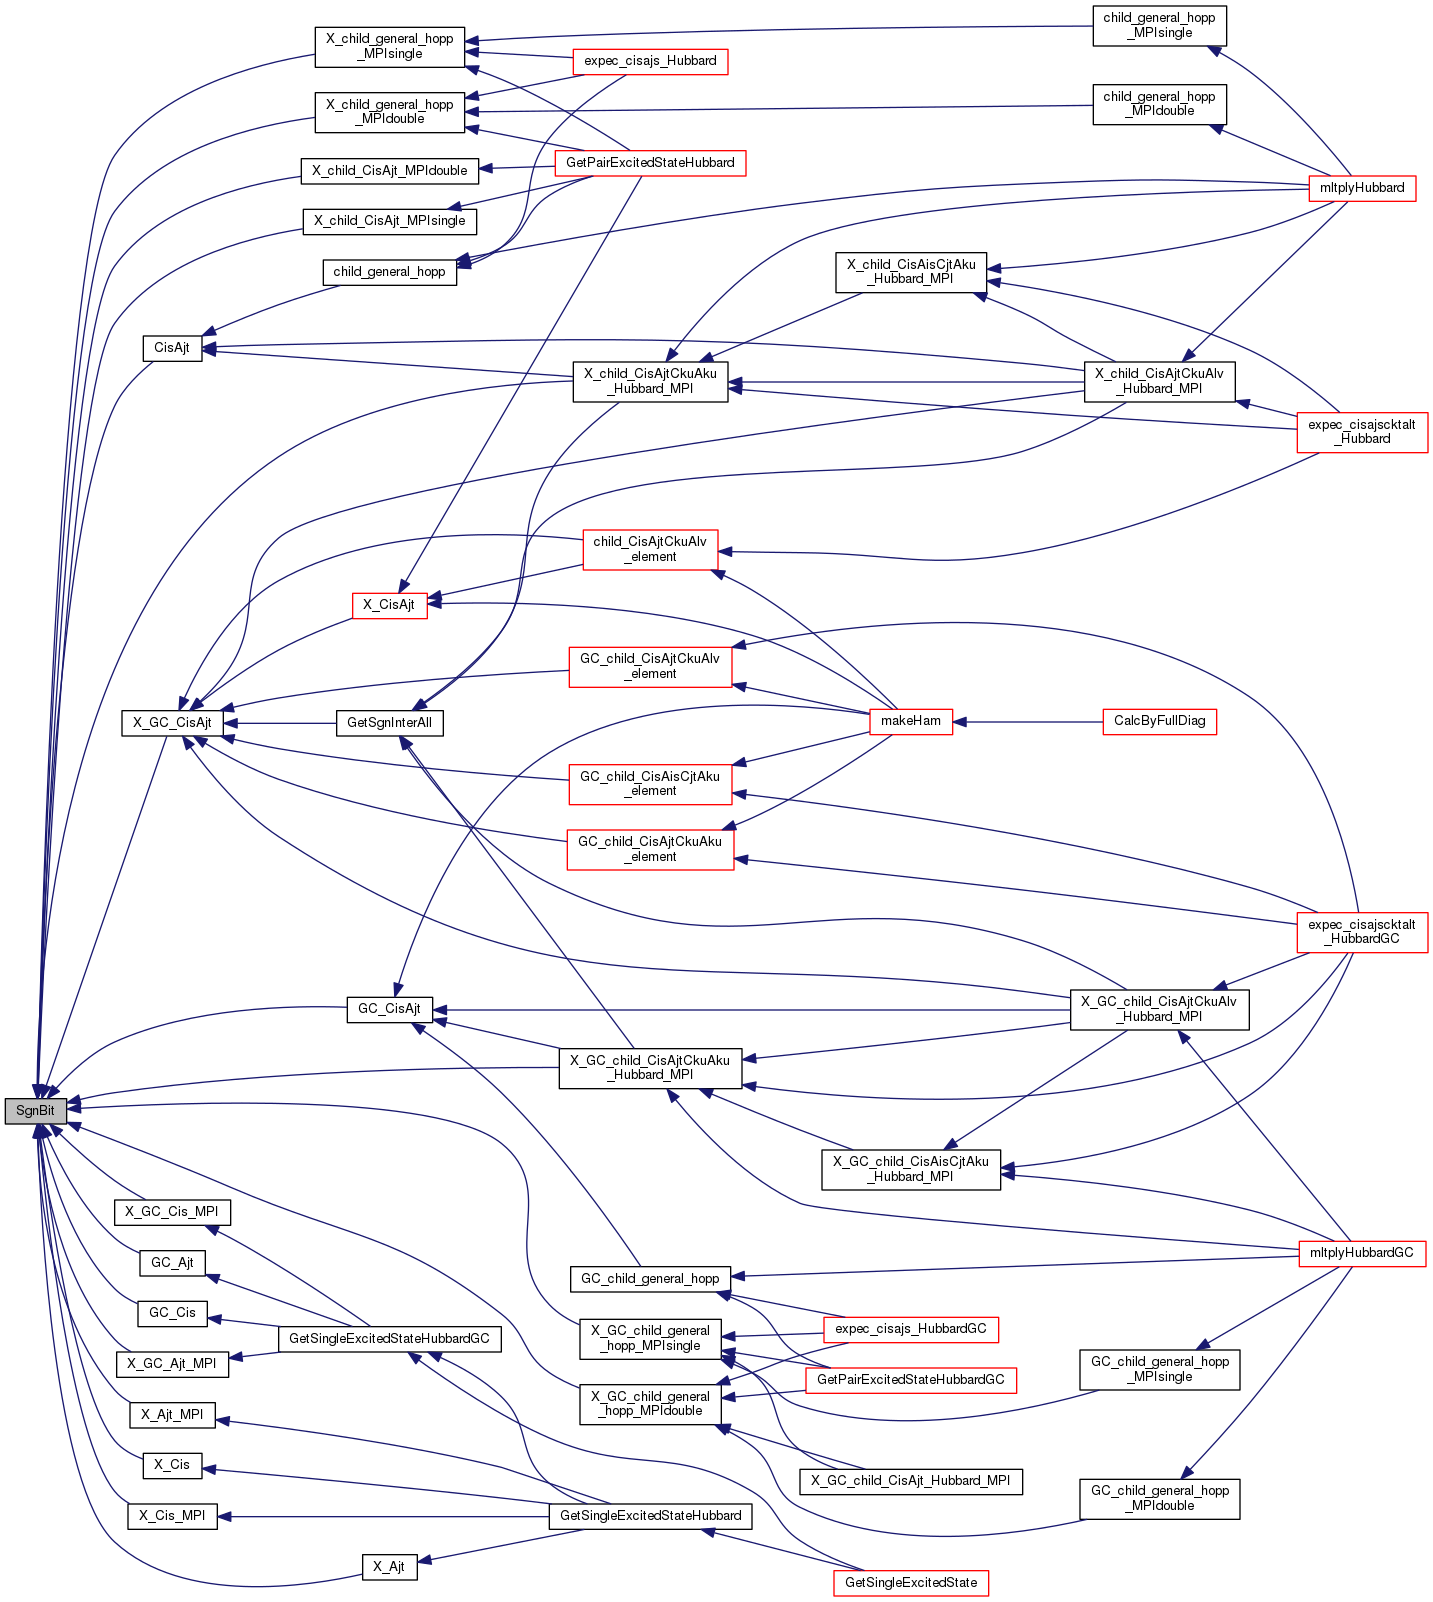 child_general_hopp
_MPIsingle
X_child_general_hopp
_MPIsingle
expec_cisajs_Hubbard
child_general_hopp
_MPIdouble
X_child_general_hopp
_MPIdouble
GetPairExcitedStateHubbard
X_child_CisAjt_MPIdouble
mltplyHubbard
X_child_CisAjt_MPIsingle
child_general_hopp
X_child_CisAisCjtAku
_Hubbard_MPI
CisAjt
X_child_CisAjtCkuAku
_Hubbard_MPI
X_child_CisAjtCkuAlv
_Hubbard_MPI
expec_cisajscktalt
_Hubbard
child_CisAjtCkuAlv
_element
X_CisAjt
GC_child_CisAjtCkuAlv
_element
X_GC_CisAjt
GetSgnInterAll
makeHam
CalcByFullDiag
GC_child_CisAisCjtAku
_element
GC_child_CisAjtCkuAku
_element
expec_cisajscktalt
_HubbardGC
GC_CisAjt
X_GC_child_CisAjtCkuAlv
_Hubbard_MPI
X_GC_child_CisAjtCkuAku
_Hubbard_MPI
SgnBit
X_GC_child_CisAisCjtAku
_Hubbard_MPI
X_GC_Cis_MPI
mltplyHubbardGC
GC_Ajt
GC_child_general_hopp
GC_Cis
expec_cisajs_HubbardGC
GetSingleExcitedStateHubbardGC
X_GC_child_general
_hopp_MPIsingle
X_GC_Ajt_MPI
GC_child_general_hopp
_MPIsingle
GetPairExcitedStateHubbardGC
X_GC_child_general
_hopp_MPIdouble
X_Ajt_MPI
X_Cis
X_GC_child_CisAjt_Hubbard_MPI
GC_child_general_hopp
_MPIdouble
X_Cis_MPI
GetSingleExcitedStateHubbard
X_Ajt
GetSingleExcitedState